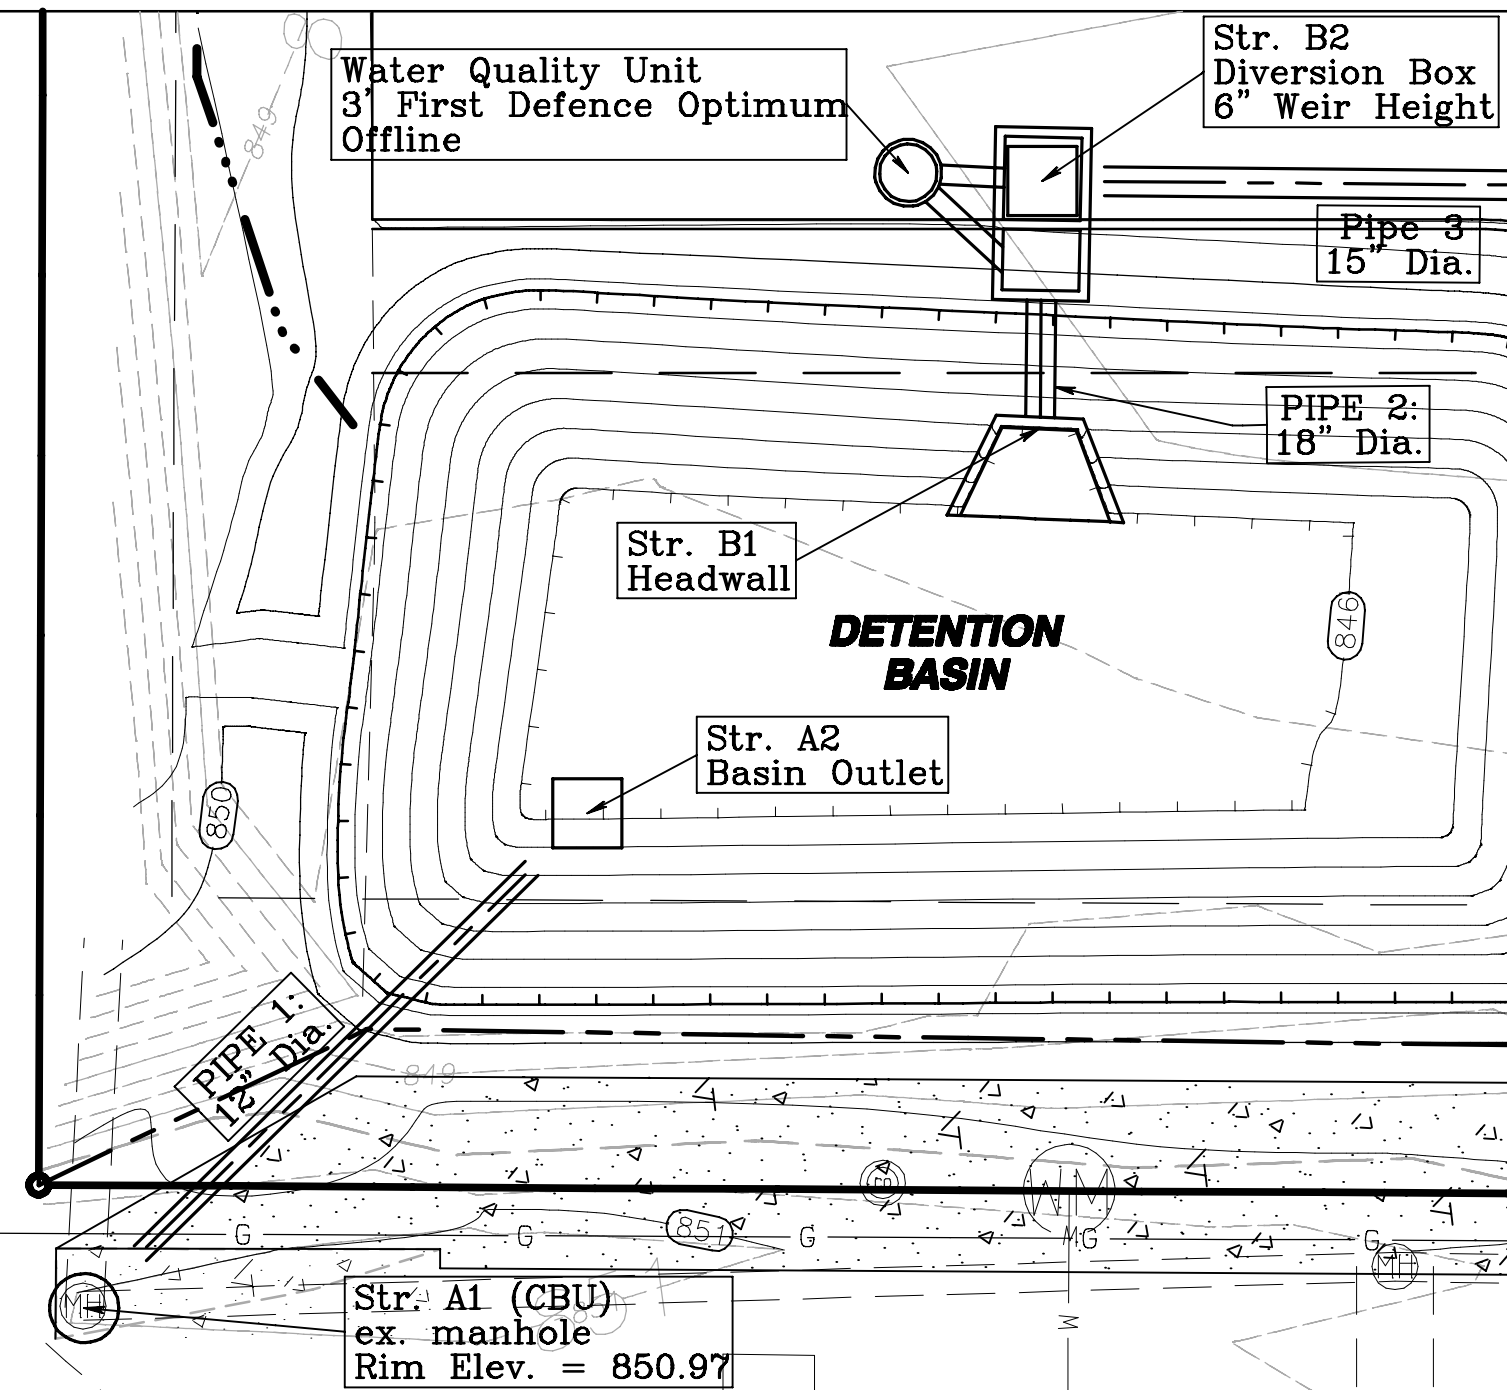 Water Quality Unit
3' First Defence Optimum
Offline
Str. B2
Diversion Box
6" Weir Height
849
Pipe 3
15" Dia.
PIPE 2:
18" Dia.
Str. B1
Headwall
DETENTION
BASIN
846
Str. A2
Basin Outlet
850
PIPE 1:
12" Dia.
849
WM
G
G
851
G
MG
G
MH
MH
Str. A1 (CBU)
ex. manhole
Rim Elev. = 850.97
W